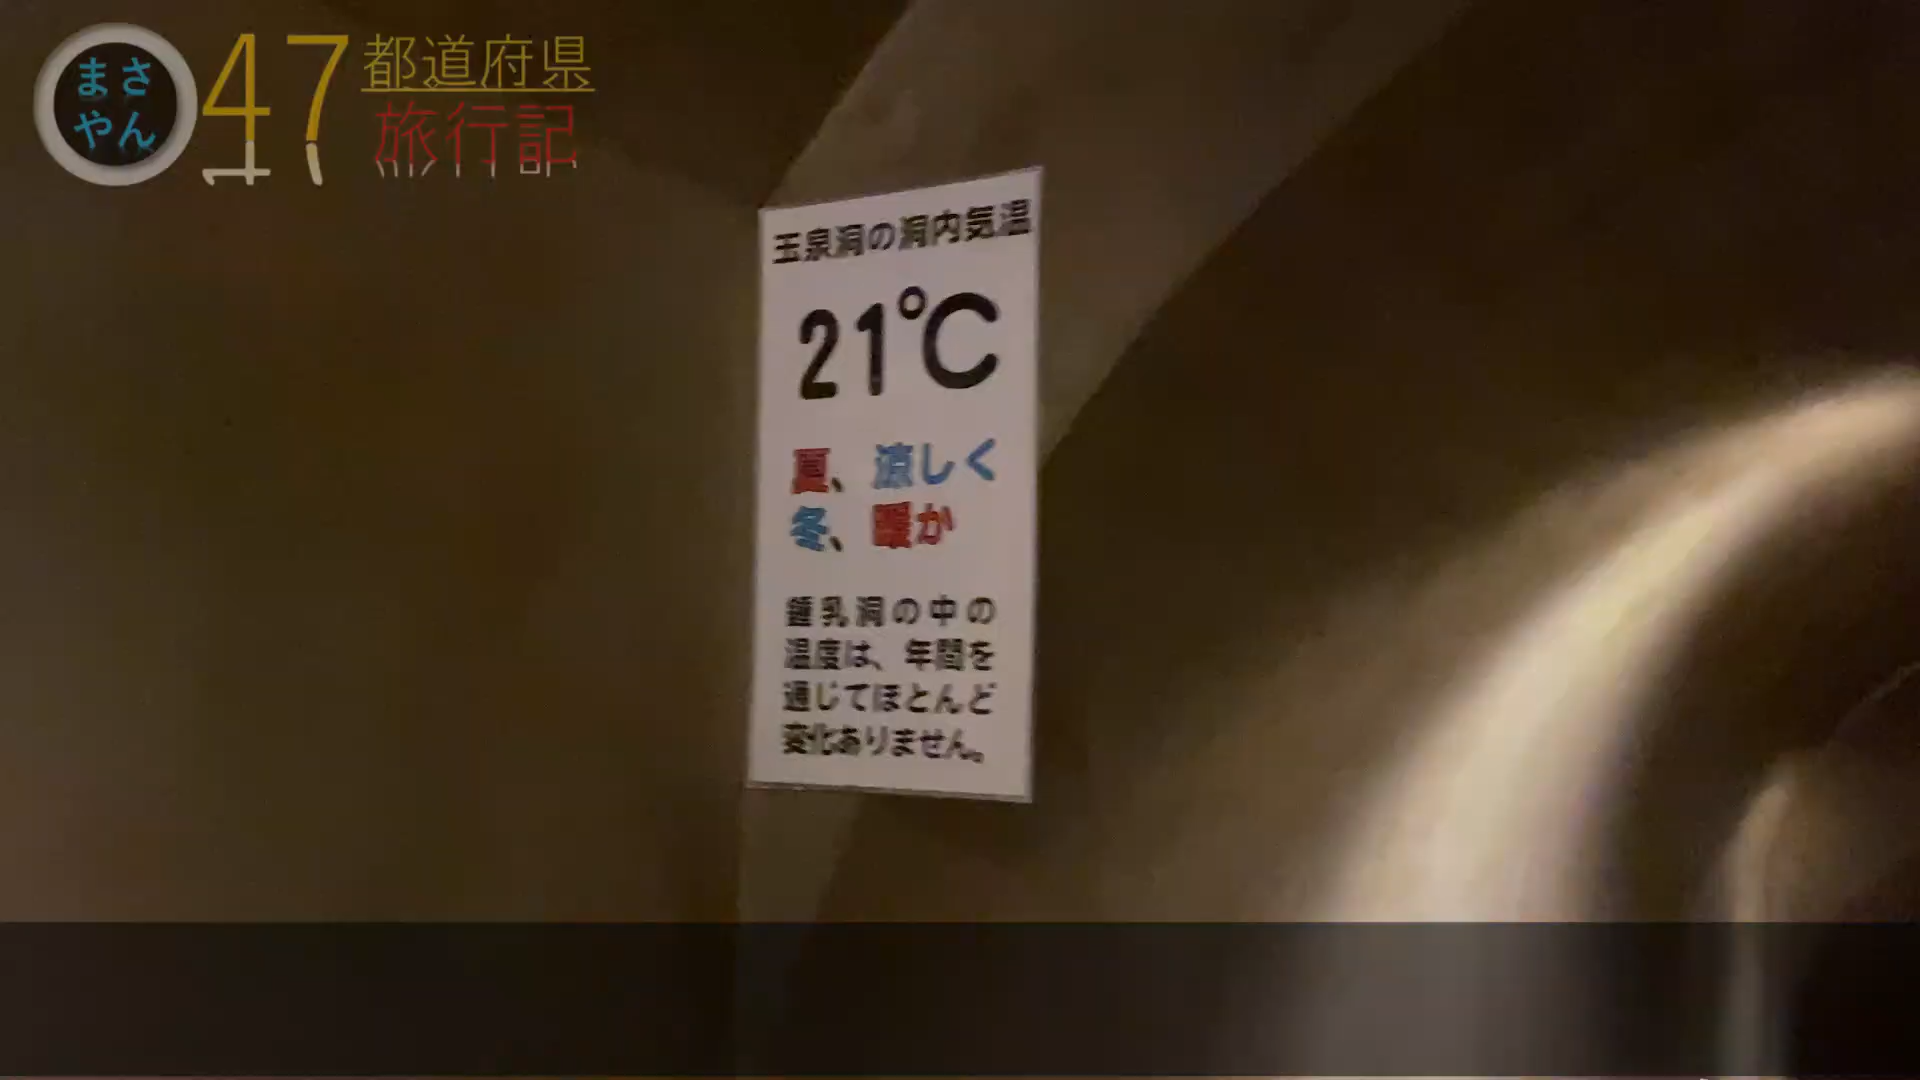 まさ
やん
47
都道府県
旅行記
玉泉洞の洞内気温
21℃
夏、涼しく
冬、暖か
鍾乳洞の中の
温度は、年間を
通じてほとんど
変化ありません。